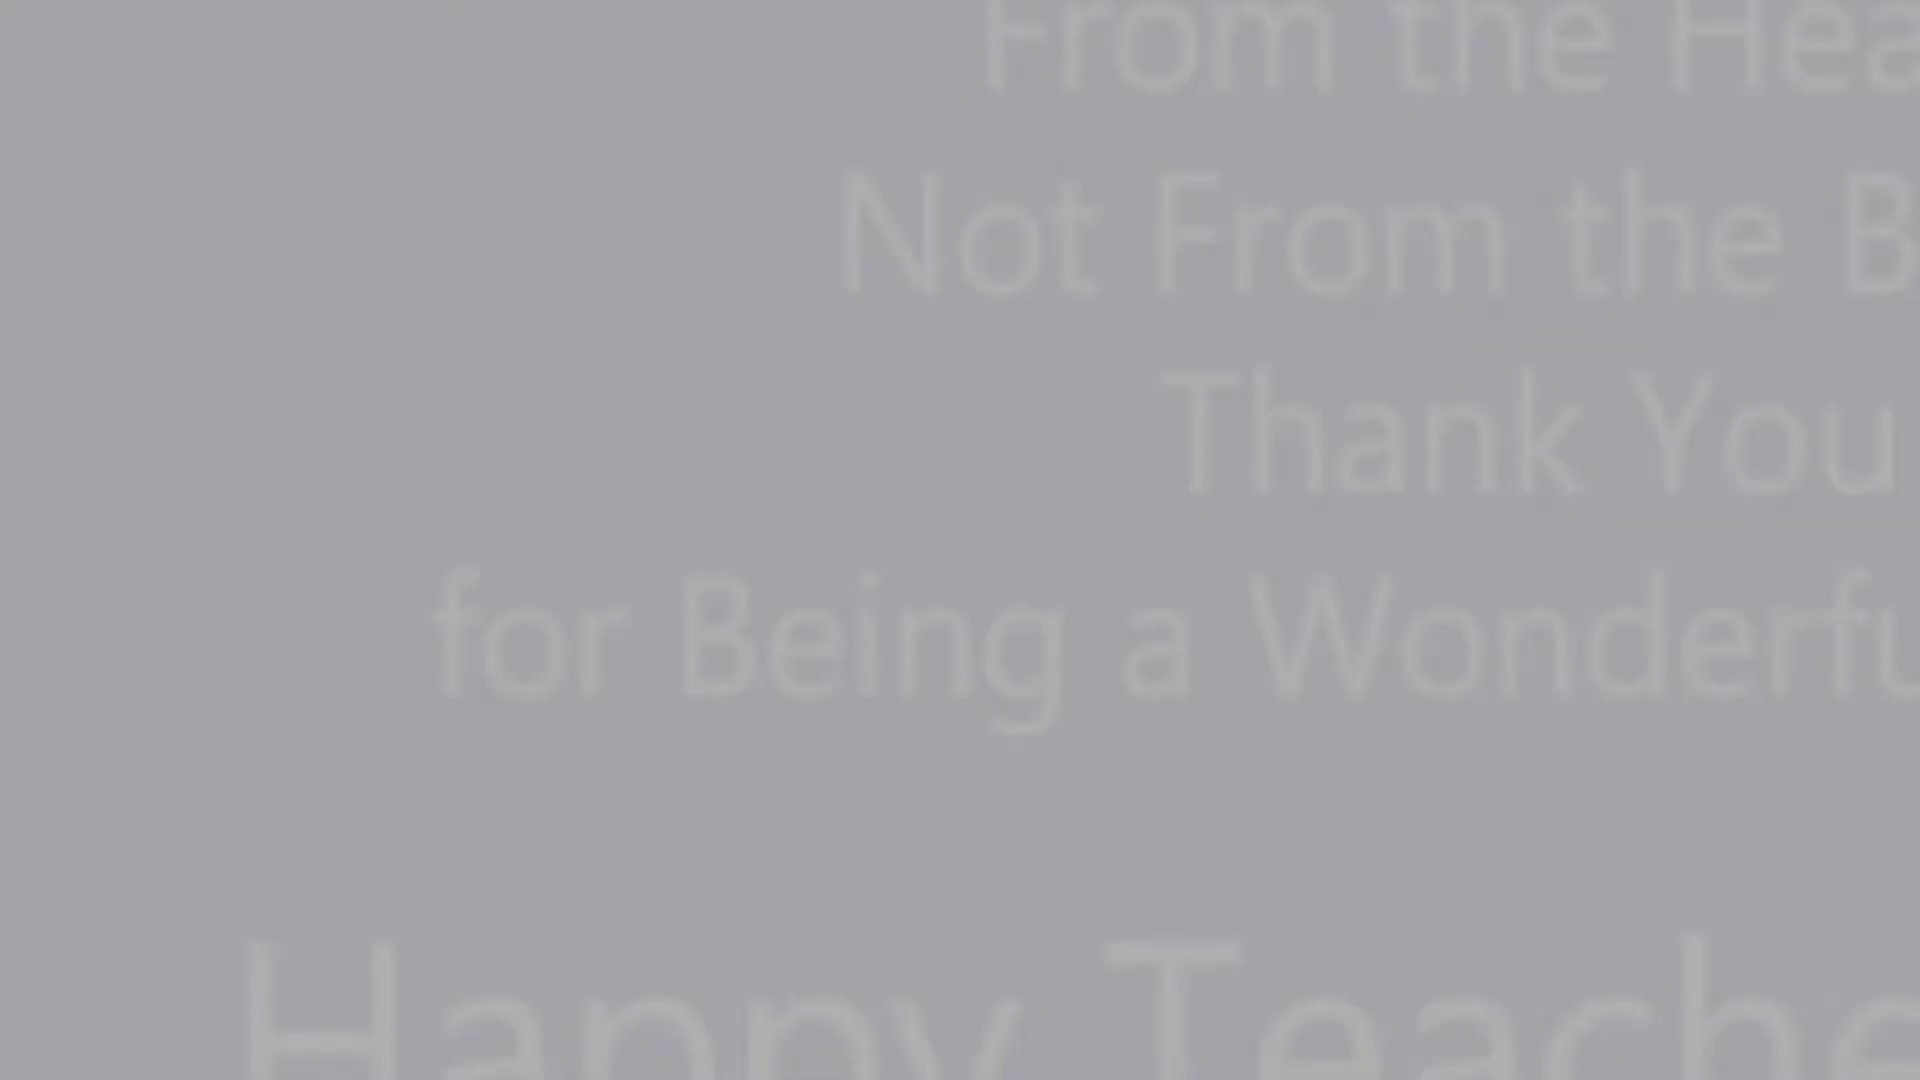 From the Hea
Not From the B
Thank You
for Being a Wonderfu
Happy Teache